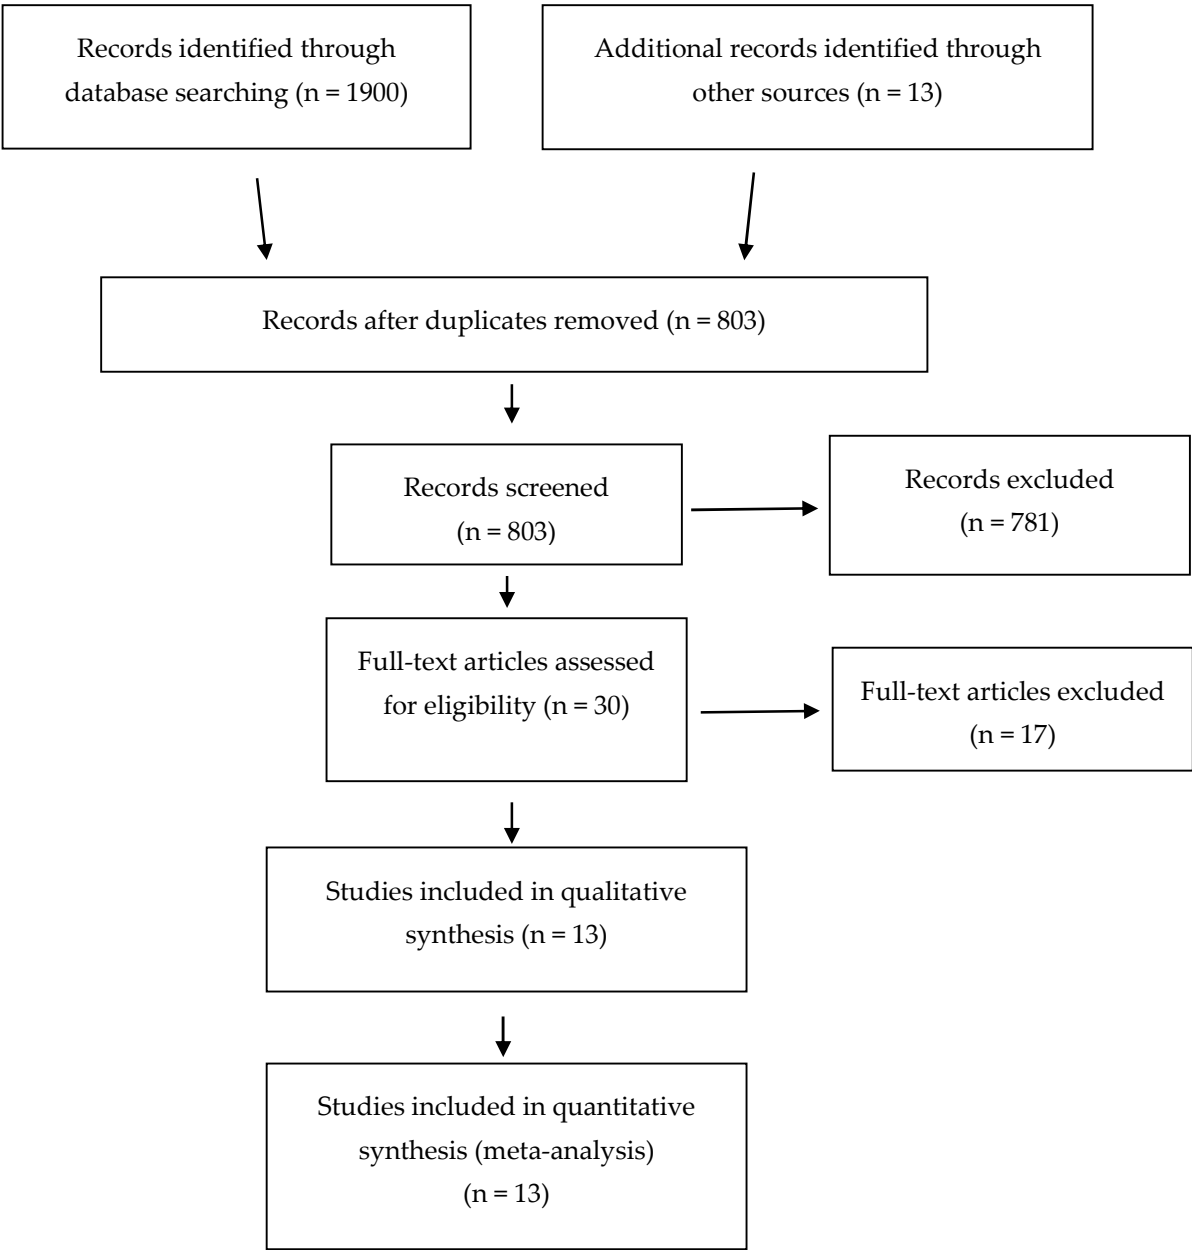 Records identified through
database searching (n = 1900)
Additional records identified through
other sources (n = 13)
Records after duplicates removed (n = 803)
Records screened
(n = 803)
Records excluded
(n = 781)
Full-text articles assessed
for eligibility (n = 30)
Full-text articles excluded
(n = 17)
Studies included in qualitative
synthesis (n = 13)
Studies included in quantitative
synthesis (meta-analysis)
(n = 13)